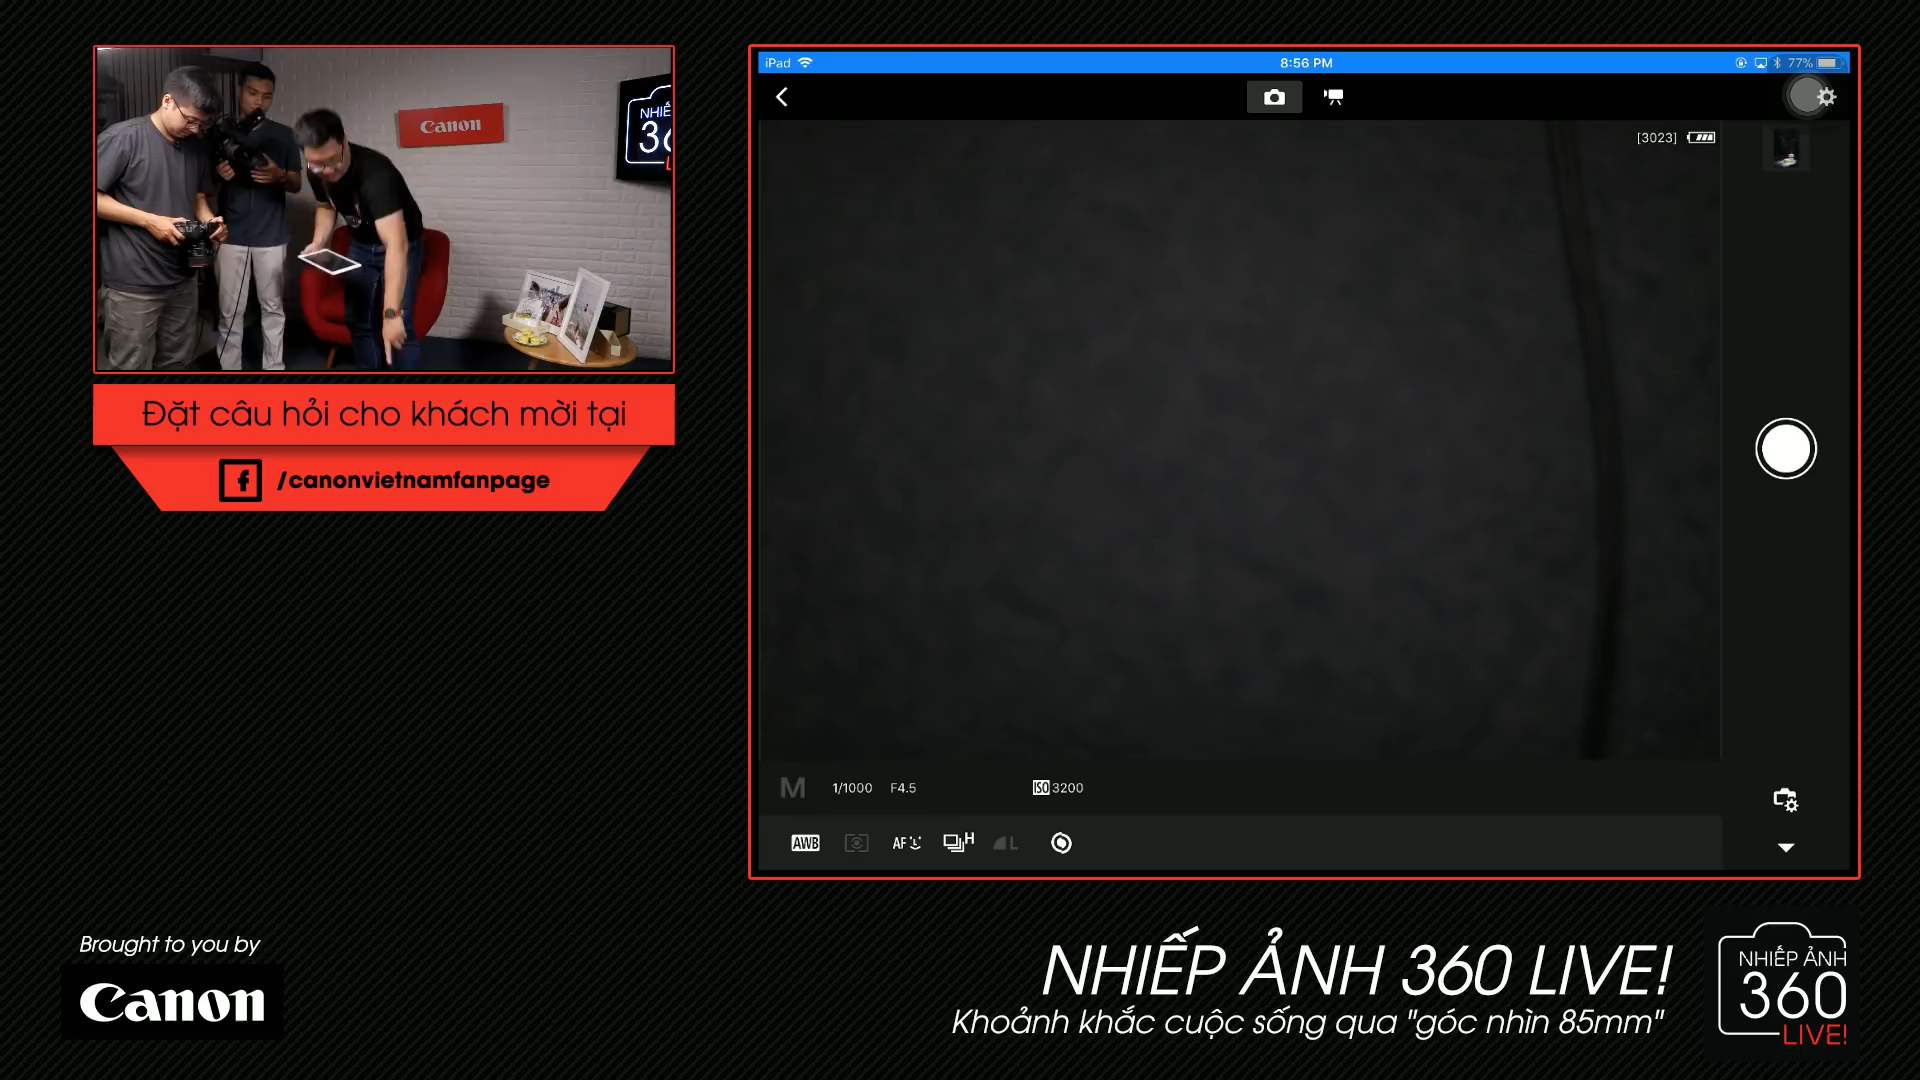 Canon
NHIẾ
36
L
Đặt câu hỏi cho khách mời tại
f /canonvietnamfanpage
iPad
8:56 PM
77%
[3023]
M
1/1000
F4.5
ISO 3200
AWB
AF
H
L
Brought to you by
Canon
NHIẾP ẢNH 360 LIVE!
Khoảnh khắc cuộc sống qua "góc nhìn 85mm"
NHIẾP ẢNH
360
LIVE!